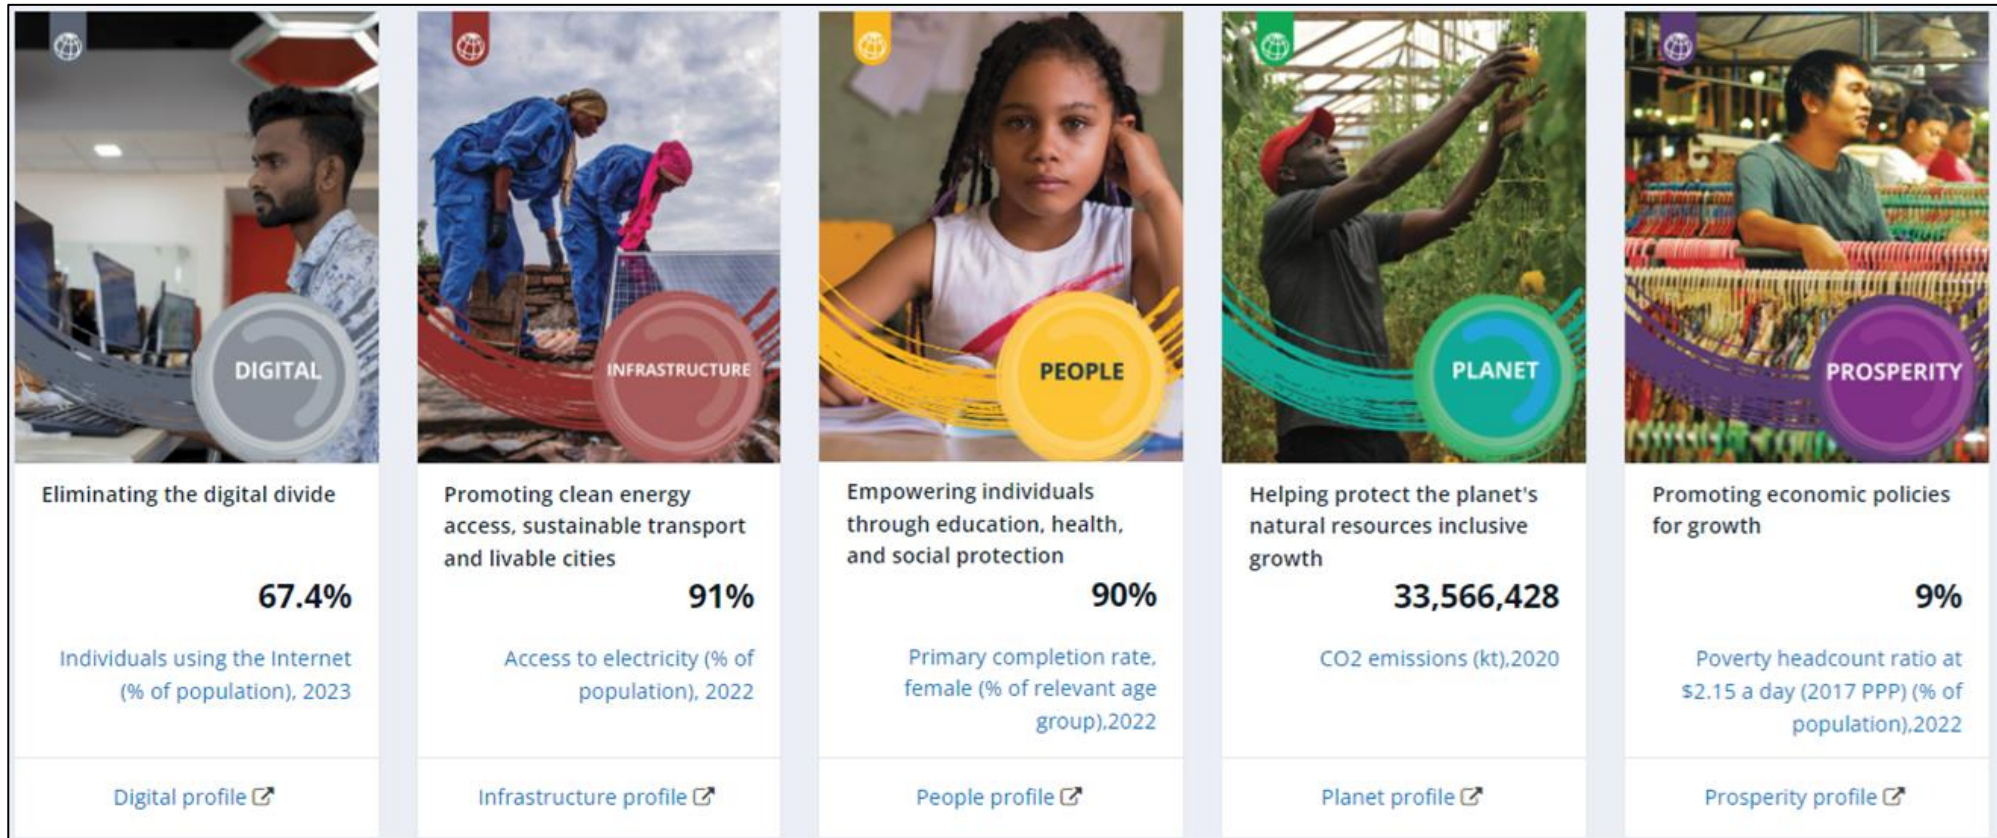 DIGITAL
Eliminating the digital divide
67.4%
Individuals using the Internet
(% of population), 2023
Digital profile
INFRASTRUCTURE
Promoting clean energy
access, sustainable transport
and livable cities
91%
Access to electricity (% of
population), 2022
Infrastructure profile
PEOPLE
Empowering individuals
through education, health,
and social protection
90%
Primary completion rate,
female (% of relevant age
group),2022
People profile
PLANET
Helping protect the planet's
natural resources inclusive
growth
33,566,428
CO2 emissions (kt),2020
Planet profile
PROSPERITY
Promoting economic policies
for growth
9%
Poverty headcount ratio at
$2.15 a day (2017 PPP) (% of
population),2022
Prosperity profile